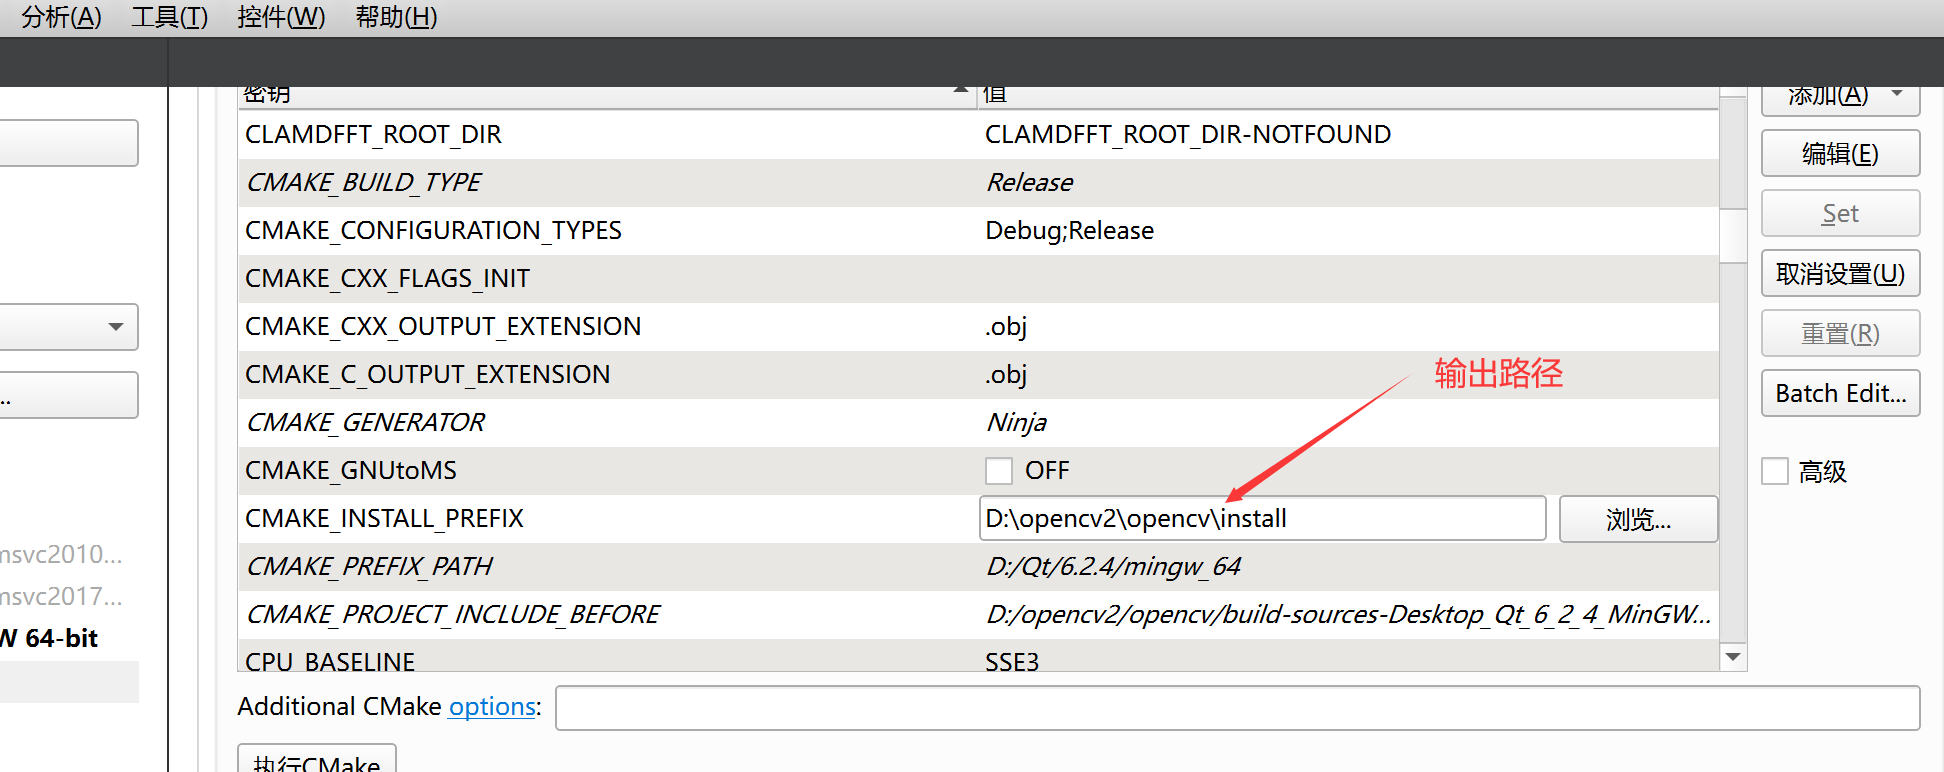 分析(A) 工具(T) 控件(W) 帮助(H)
密钥 值
添加(A)
CLAMDFFT_ROOT_DIR CLAMDFFT_ROOT_DIR-NOTFOUND
编辑(E)
CMAKE_BUILD_TYPE Release
Set
CMAKE_CONFIGURATION_TYPES Debug;Release
CMAKE_CXX_FLAGS_INIT
取消设置(U)
CMAKE_CXX_OUTPUT_EXTENSION .obj
重置(R)
CMAKE_C_OUTPUT_EXTENSION .obj
输出路径
Batch Edit...
..
CMAKE_GENERATOR Ninja
CMAKE_GNUtoMS OFF
高级
CMAKE_INSTALL_PREFIX D:\opencv2\opencv\install
浏览...
msvc2010...
CMAKE_PREFIX_PATH D:/Qt/6.2.4/mingw_64
msvc2017...
CMAKE_PROJECT_INCLUDE_BEFORE D:/opencv2/opencv/build-sources-Desktop_Qt_6_2_4_MinGW...
W 64-bit
CPU_BASELINE SSE3
Additional CMake options:
执行CMake